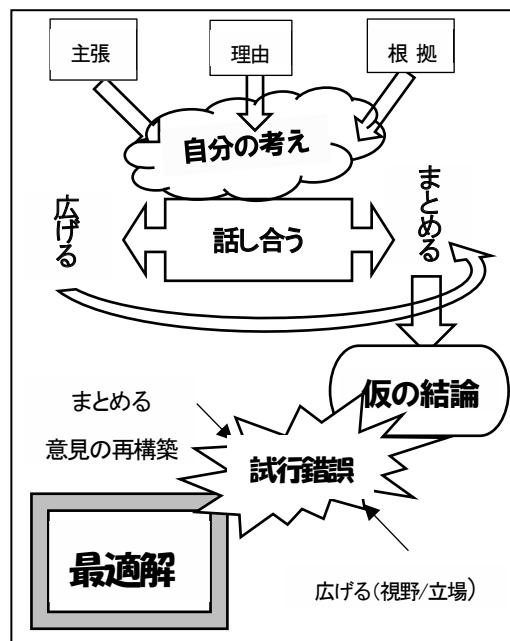 主張
理由
根拠
自分の考え
広げる
話し合う
まとめる
仮の結論
まとめる
意見の再構築
試行錯誤
最適解
広げる(視野/立場)